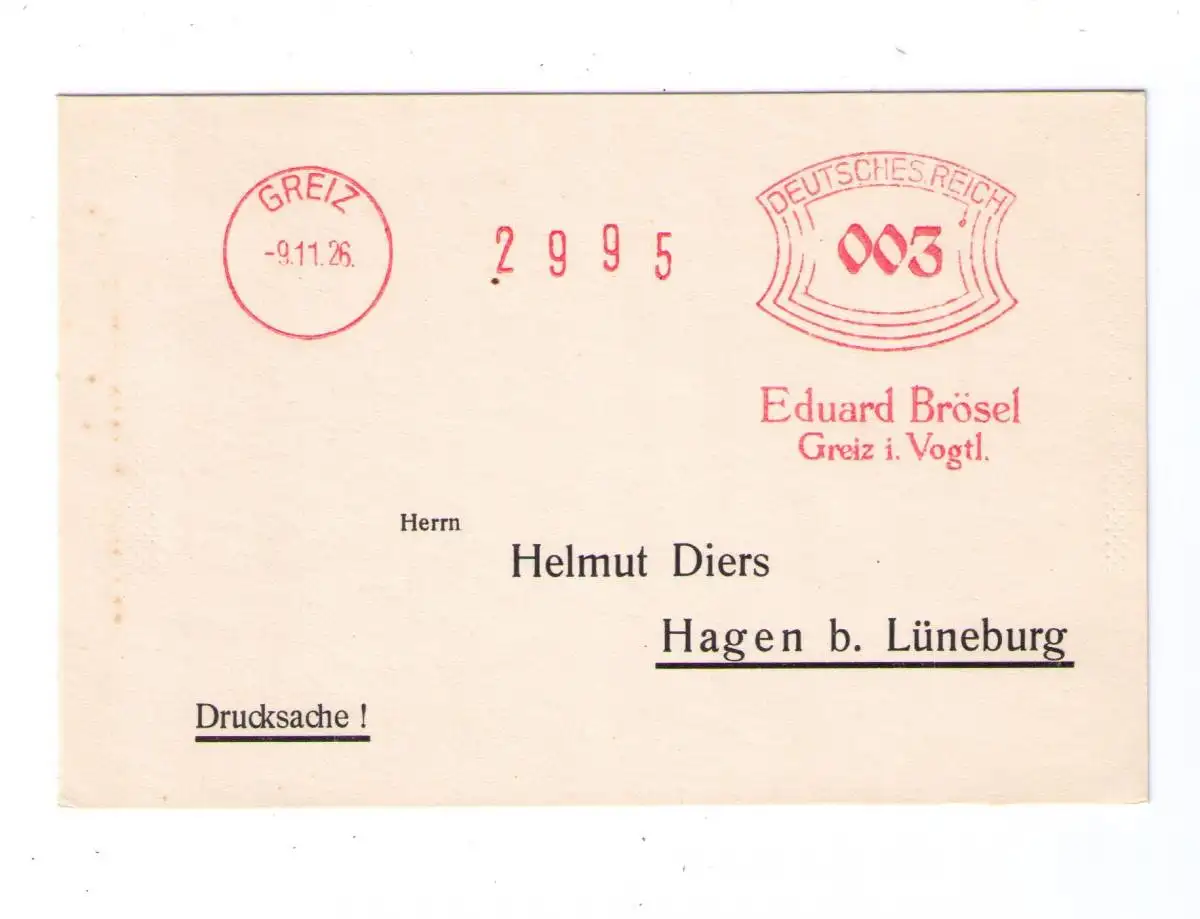 GREIZ
-9.11.26.
2995
DEUTSCHES REICH
003
Eduard Brösel
Greiz i. Vogtl.
Herrn
Helmut Diers
Hagen b. Lüneburg
Drucksache !